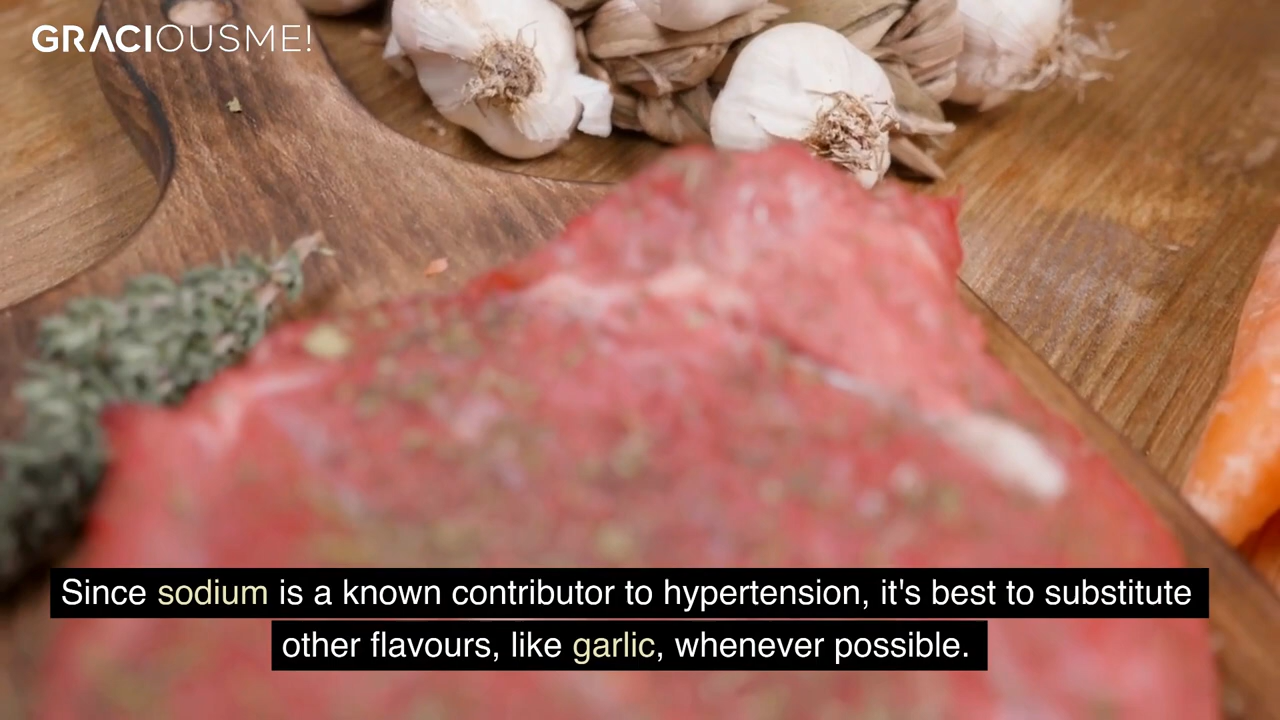 GRACIOUSME!
Since sodium is a known contributor to hypertension, it's best to substitute
other flavours, like garlic, whenever possible.